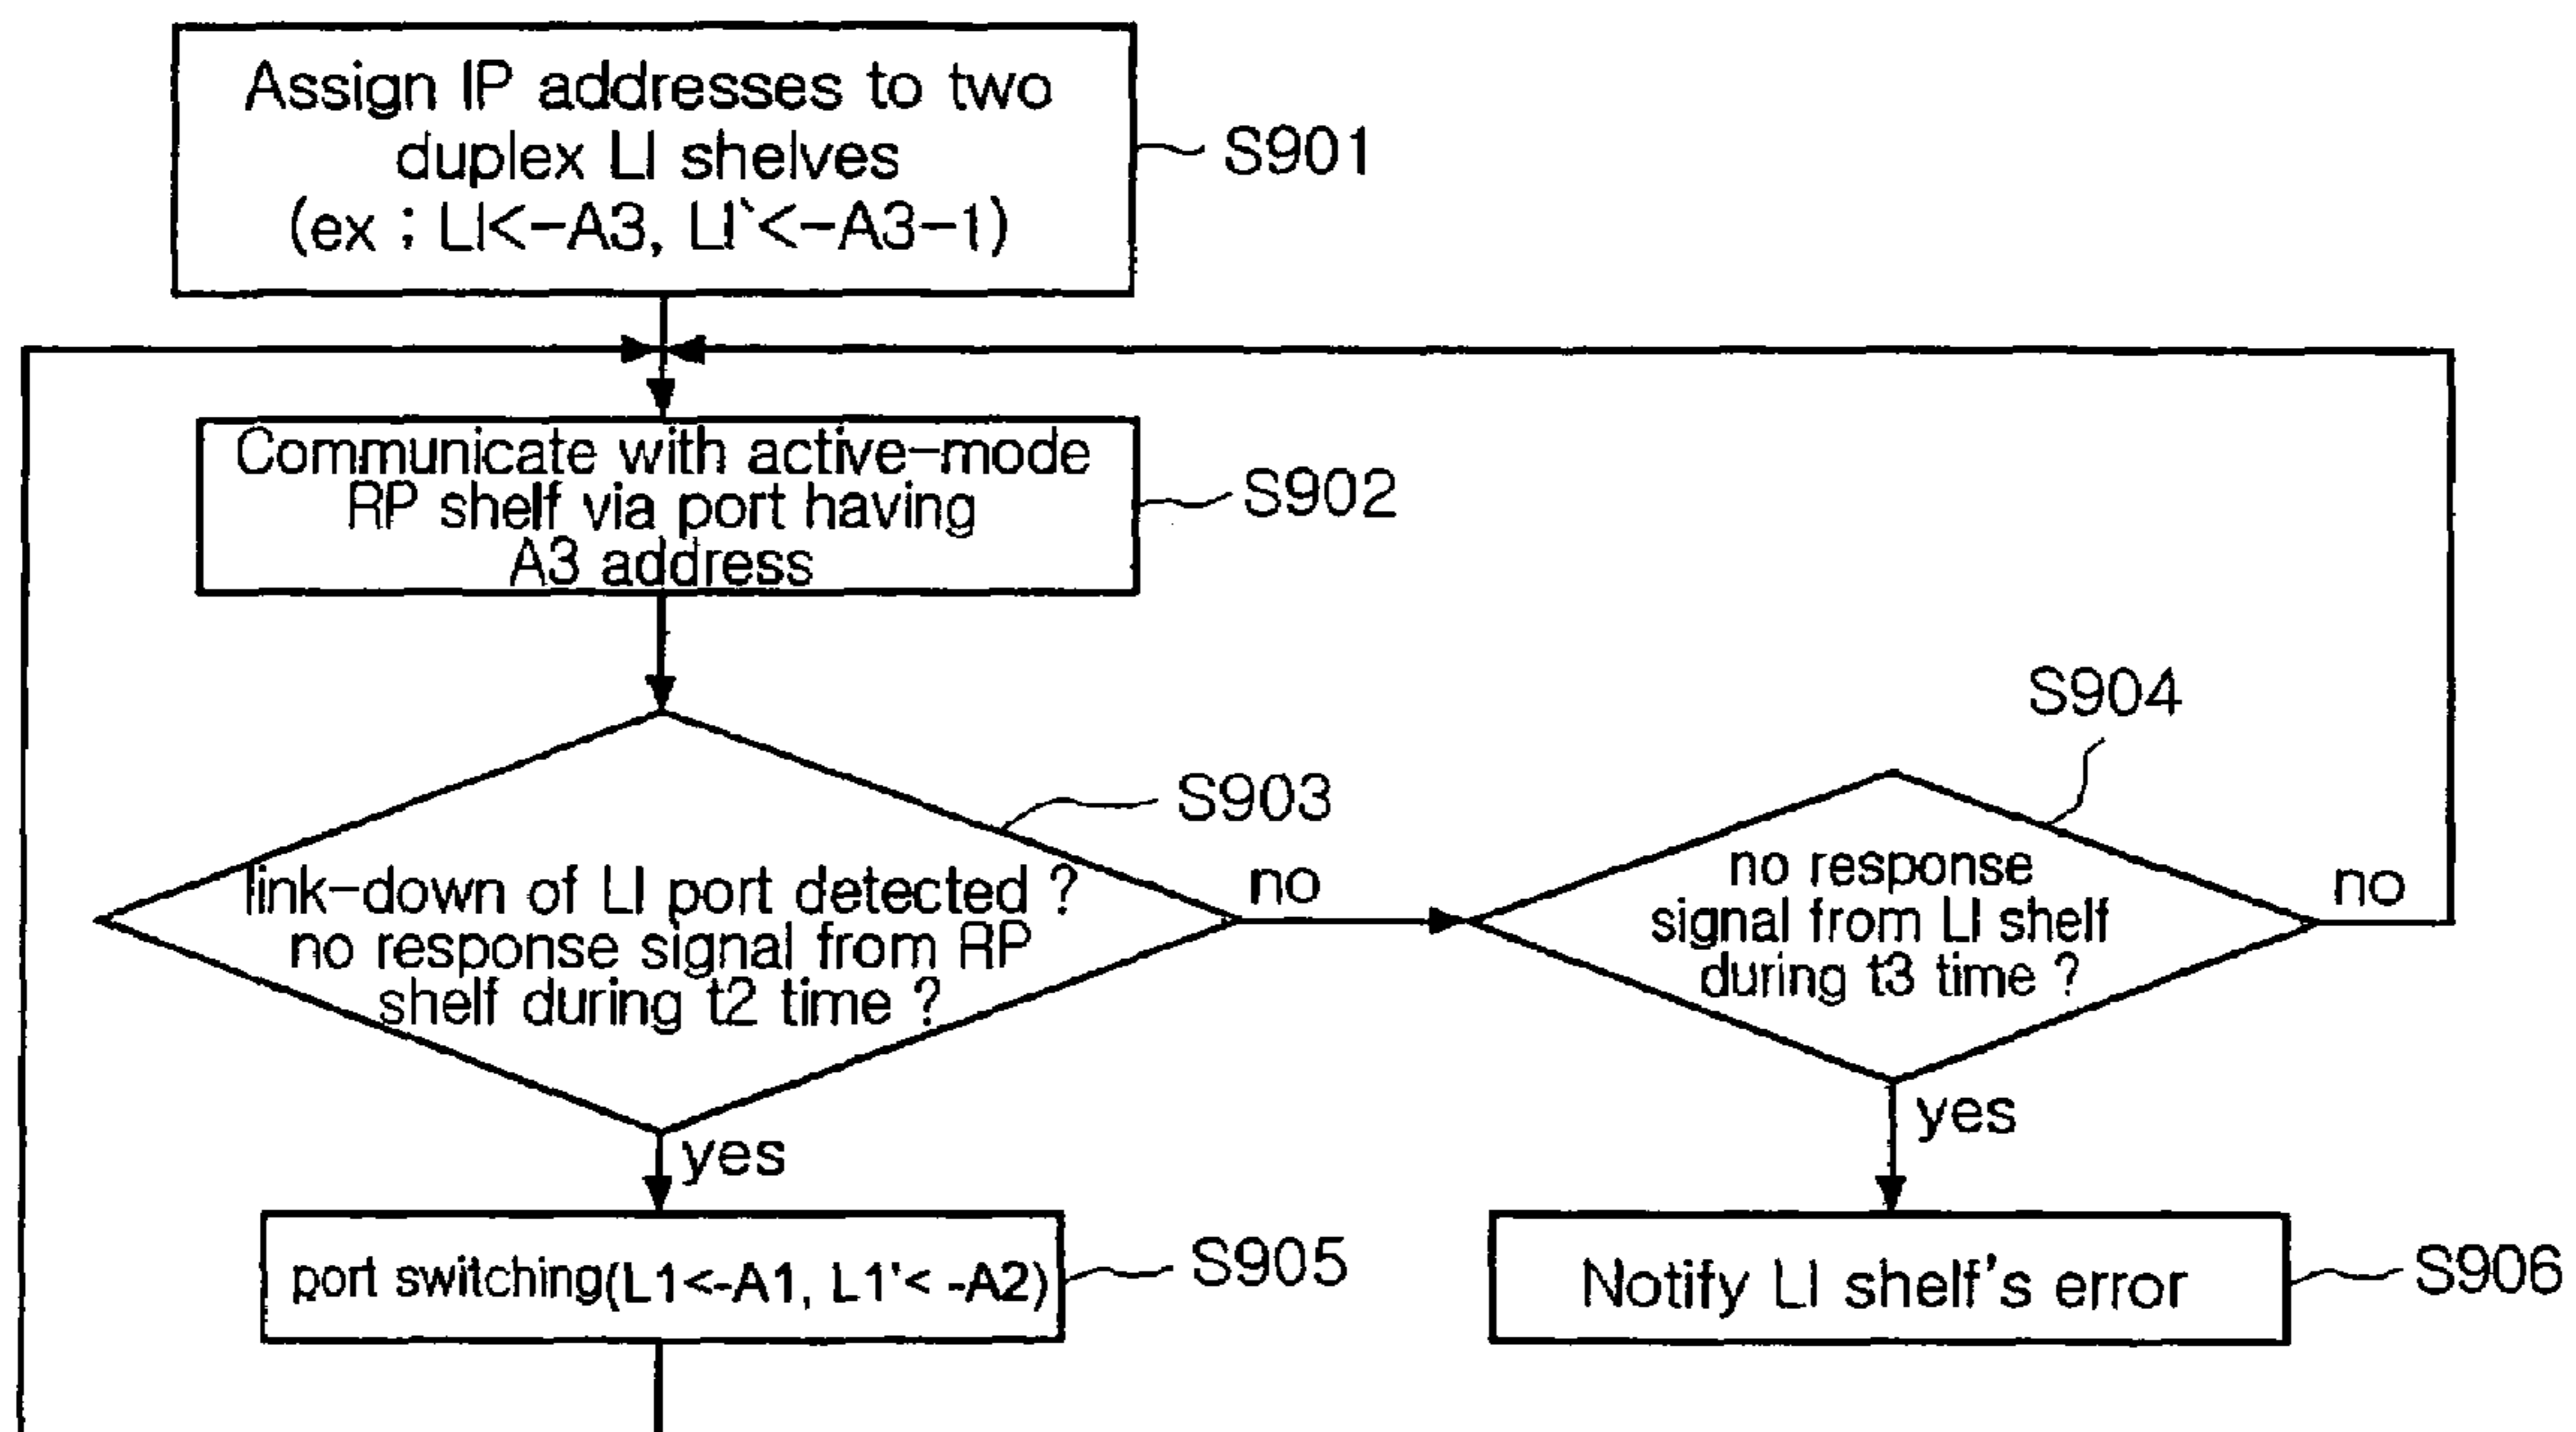 Assign IP addresses to two
duplex LI shelves
(ex ; LI<-A3, LI`<-A3-1)
S901
Communicate with active-mode
RP shelf via port having
A3 address
S902
S903
link-down of LI port detected ?
no response signal from RP
shelf during t2 time ?
no
yes
S904
no response
signal from LI shelf
during t3 time ?
no
yes
port switching(L1<-A1, L1'< -A2)
S905
Notify LI shelf's error
S906